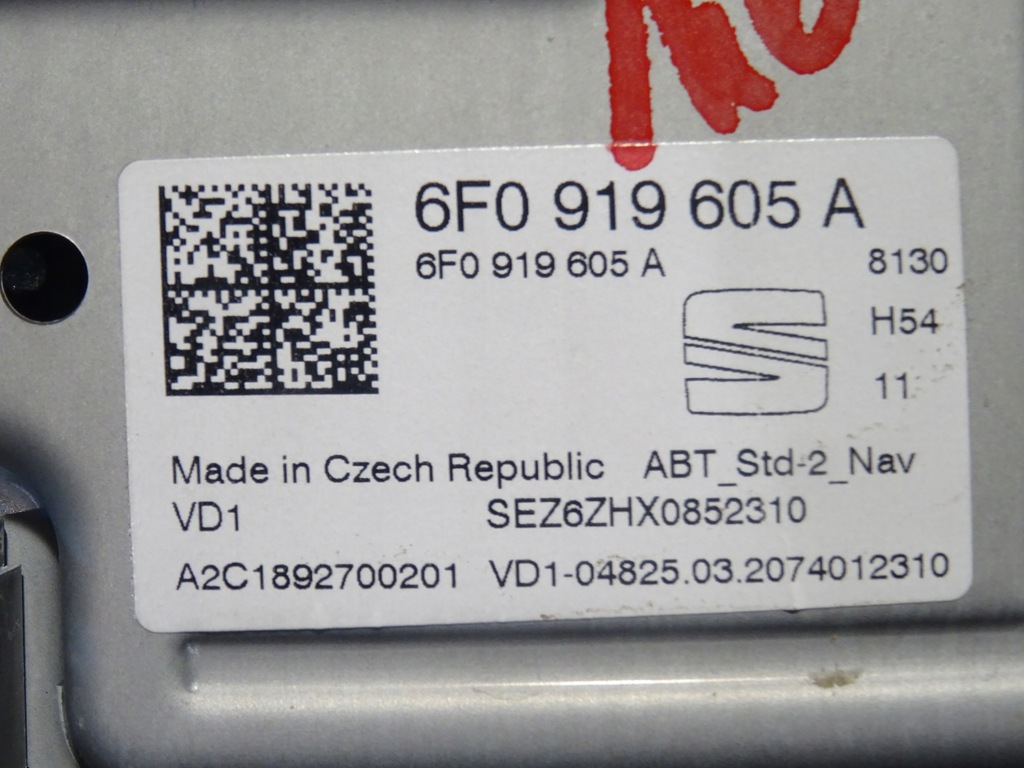 6F0 919 605 A
6F0 919 605 A 8130
H54
11
Made in Czech Republic ABT_Std-2_Nav
VD1 SEZ6ZHX0852310
A2C1892700201 VD1-04825.03.2074012310